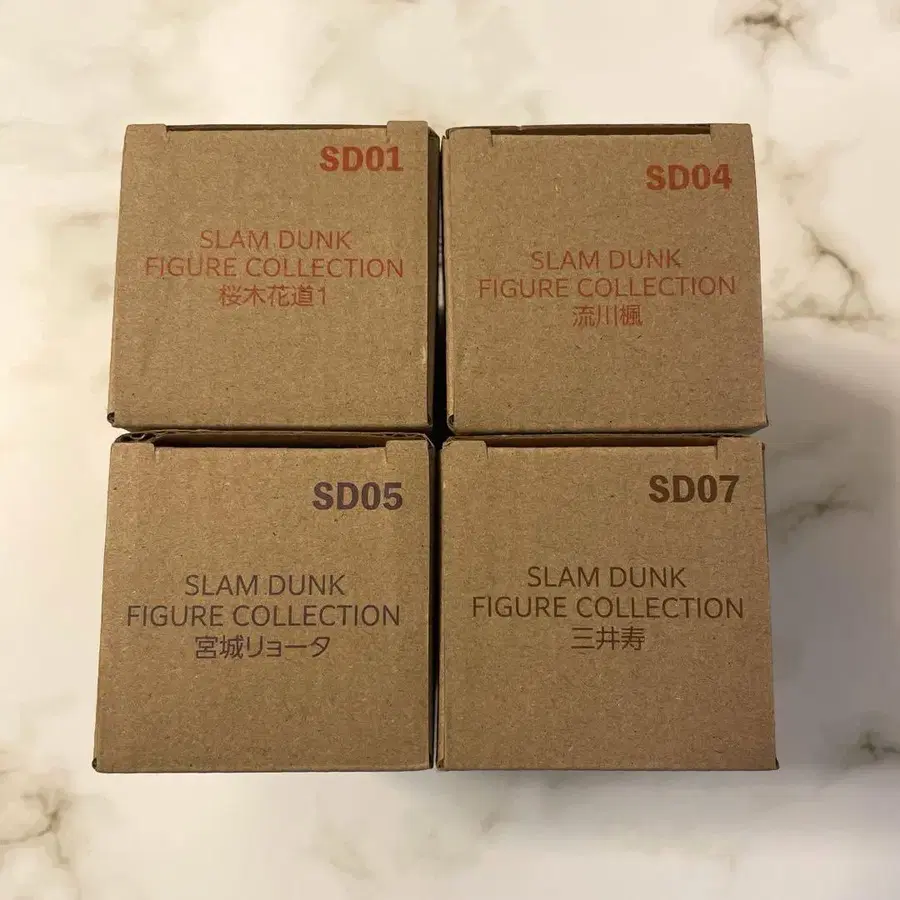 SD01
SLAM DUNK
FIGURE COLLECTION
桜木花道1
SD04
SLAM DUNK
FIGURE COLLECTION
流川楓
SD05
SLAM DUNK
FIGURE COLLECTION
宮城リョータ
SD07
SLAM DUNK
FIGURE COLLECTION
三井寿